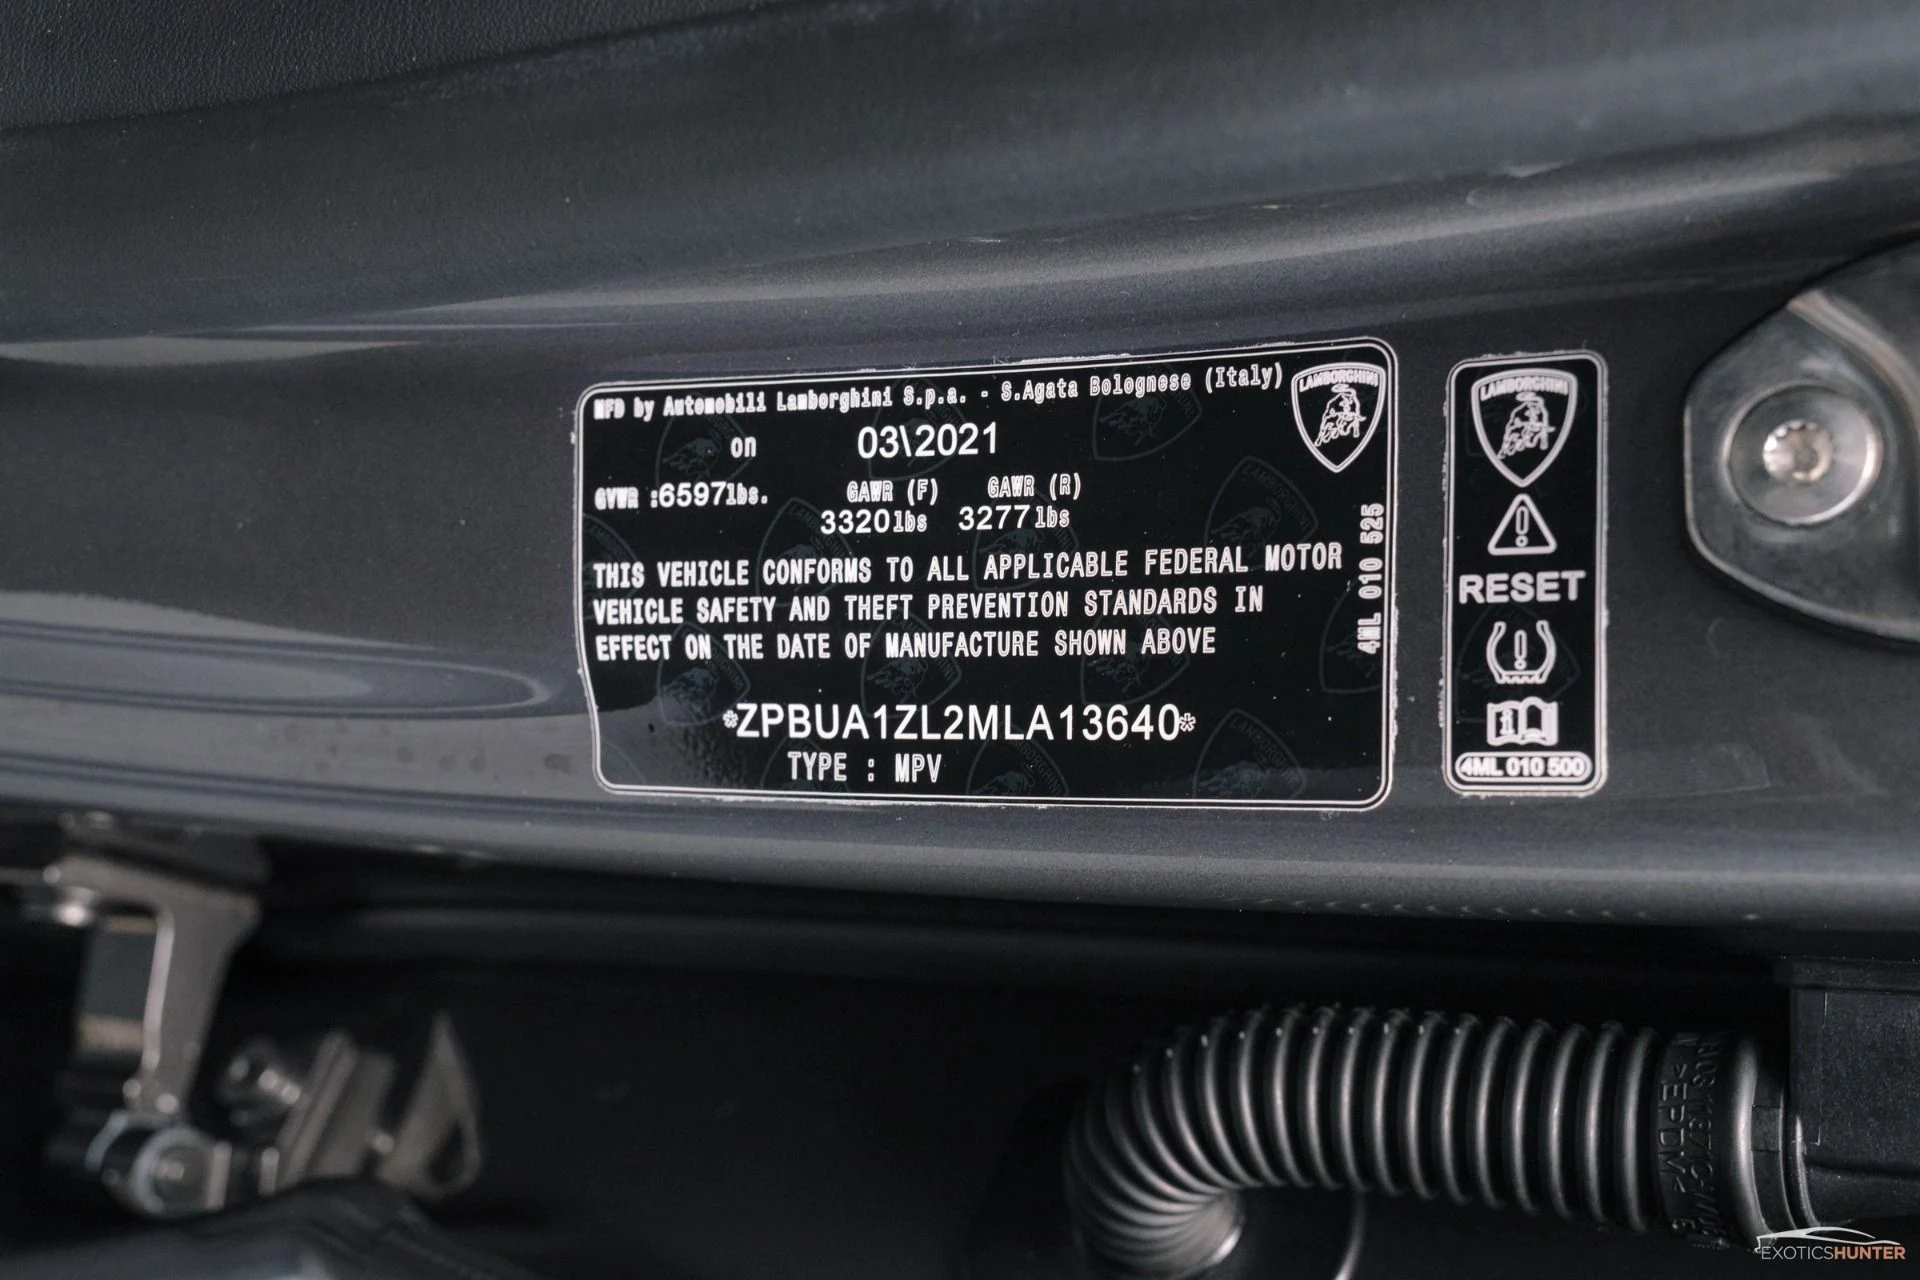 MFD by Automobili Lamborghini S.p.a. - S.Agata Bolognese (Italy)
on 03\2021
GVWR :6597lbs. GAWR (F) GAWR (R)
3320lbs 3277lbs
THIS VEHICLE CONFORMS TO ALL APPLICABLE FEDERAL MOTOR
VEHICLE SAFETY AND THEFT PREVENTION STANDARDS IN
EFFECT ON THE DATE OF MANUFACTURE SHOWN ABOVE
*ZPBUA1ZL2MLA13640*
TYPE : MPV
4ML 010 525
LAMBORGHINI
LAMBORGHINI
RESET
4ML 010 500
>EPDM<
EXOTICSHUNTER